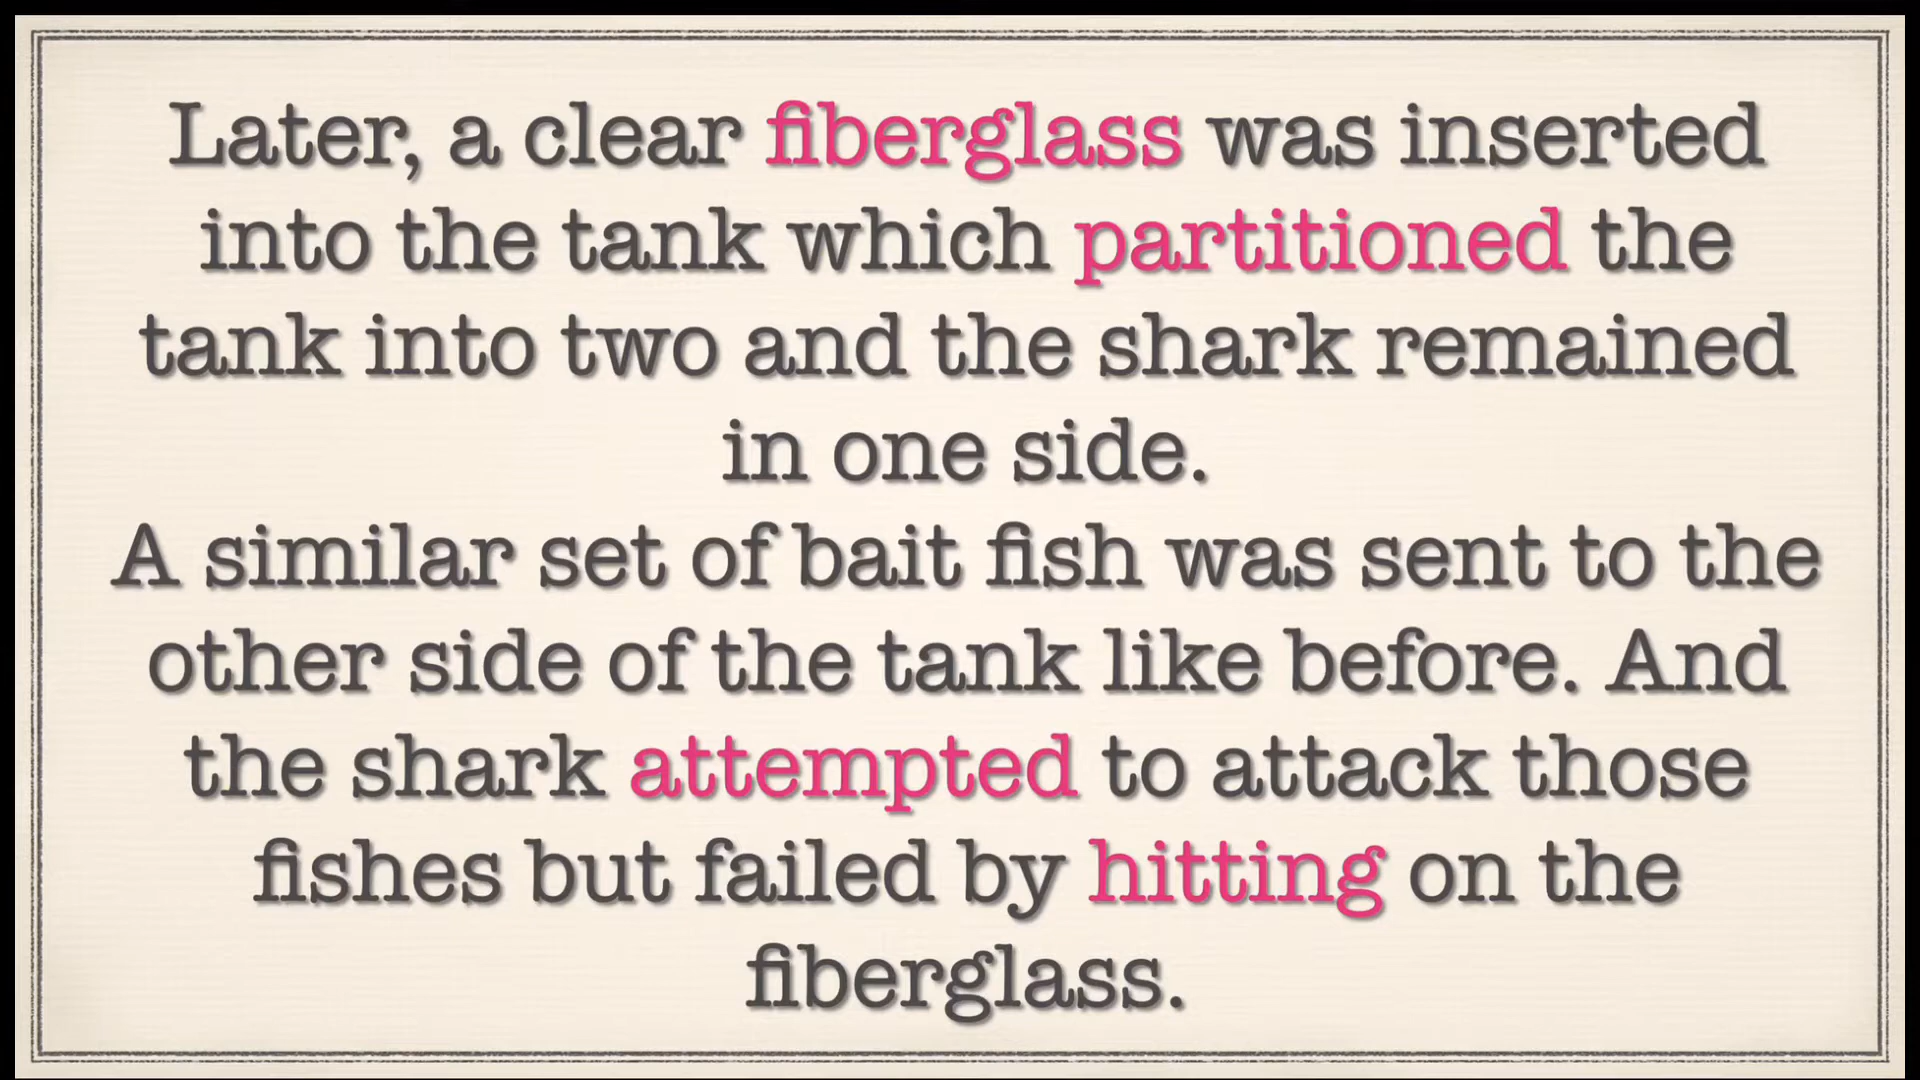 Later, a clear fiberglass was inserted
into the tank which partitioned the
tank into two and the shark remained
in one side.
A similar set of bait fish was sent to the
other side of the tank like before. And
the shark attempted to attack those
fishes but failed by hitting on the
fiberglass.